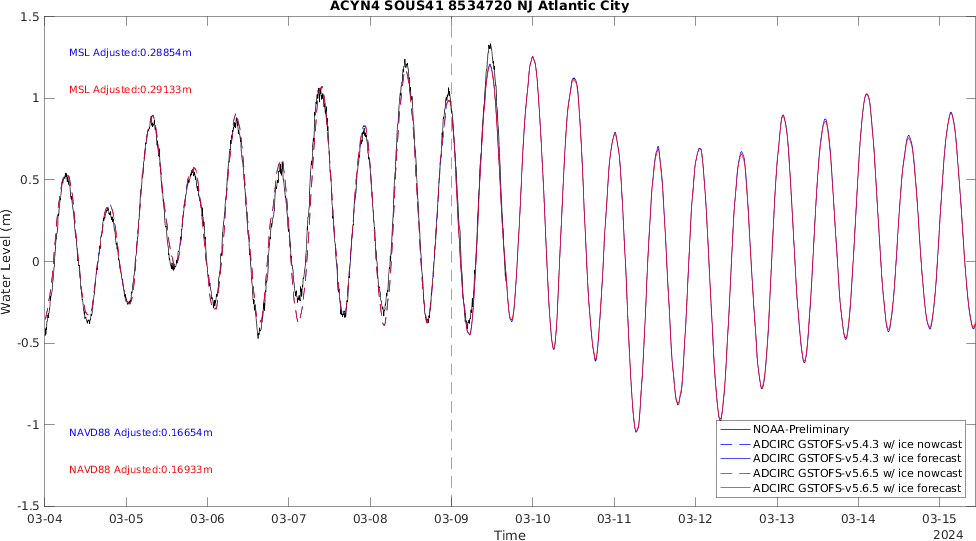 ACYN4 SOUS41 8534720 NJ Atlantic City
1.5
1
0.5
0
-0.5
-1
-1.5
Water Level (m)
MSL Adjusted:0.28854m
MSL Adjusted:0.29133m
NAVD88 Adjusted:0.16654m
NAVD88 Adjusted:0.16933m
NOAA-Preliminary
ADCIRC GSTOFS-v5.4.3 w/ ice nowcast
ADCIRC GSTOFS-v5.4.3 w/ ice forecast
ADCIRC GSTOFS-v5.6.5 w/ ice nowcast
ADCIRC GSTOFS-v5.6.5 w/ ice forecast
03-04 03-05 03-06 03-07 03-08 03-09 03-10 03-11 03-12 03-13 03-14 03-15
Time
2024